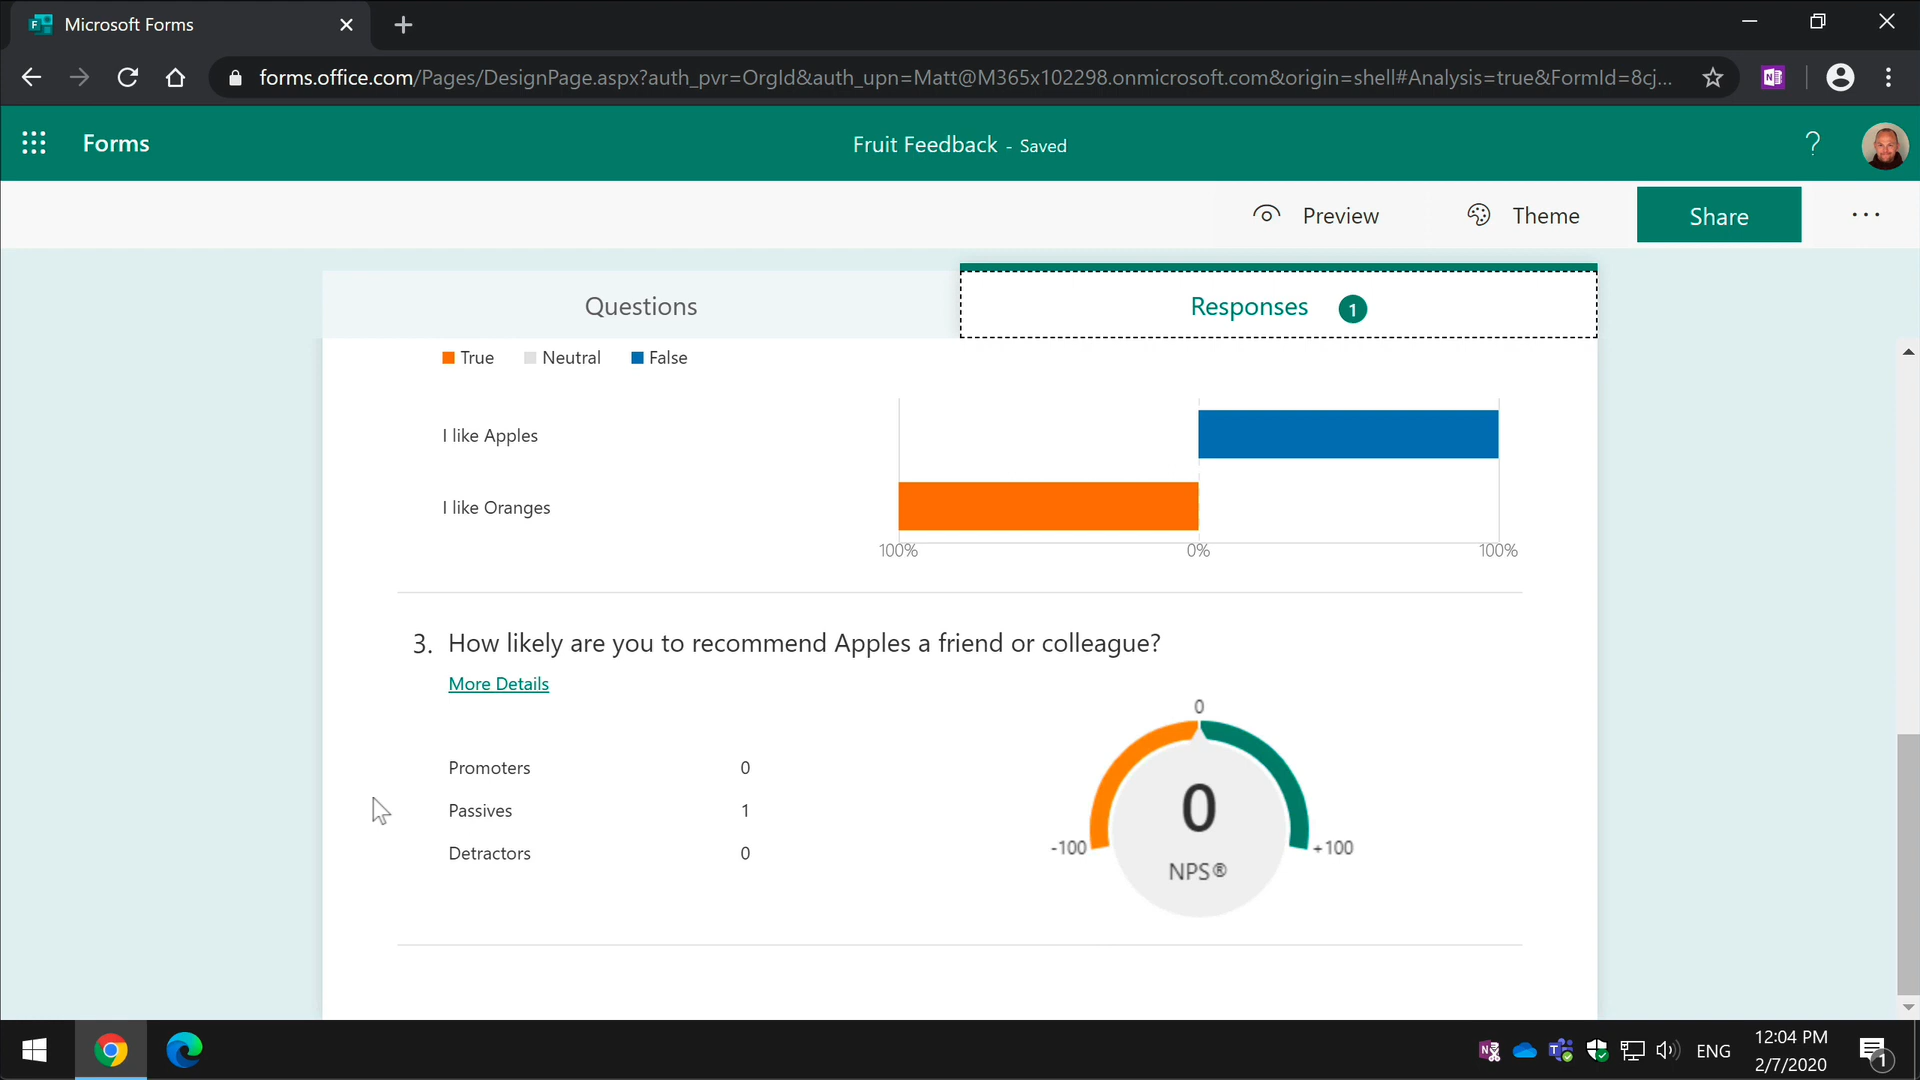 Microsoft Forms
forms.office.com/Pages/DesignPage.aspx?auth_pvr=OrgId&auth_upn=Matt@M365x102298.onmicrosoft.com&origin=shell#Analysis=true&FormId=8cj...
Forms
Fruit Feedback - Saved
?
Preview
Theme
Share
Questions
Responses 1
True Neutral False
I like Apples
I like Oranges
100% 0% 100%
3. How likely are you to recommend Apples a friend or colleague?
More Details
0
Promoters 0
Passives 1
Detractors 0
0
NPS®
-100 +100
ENG
12:04 PM
2/7/2020
1